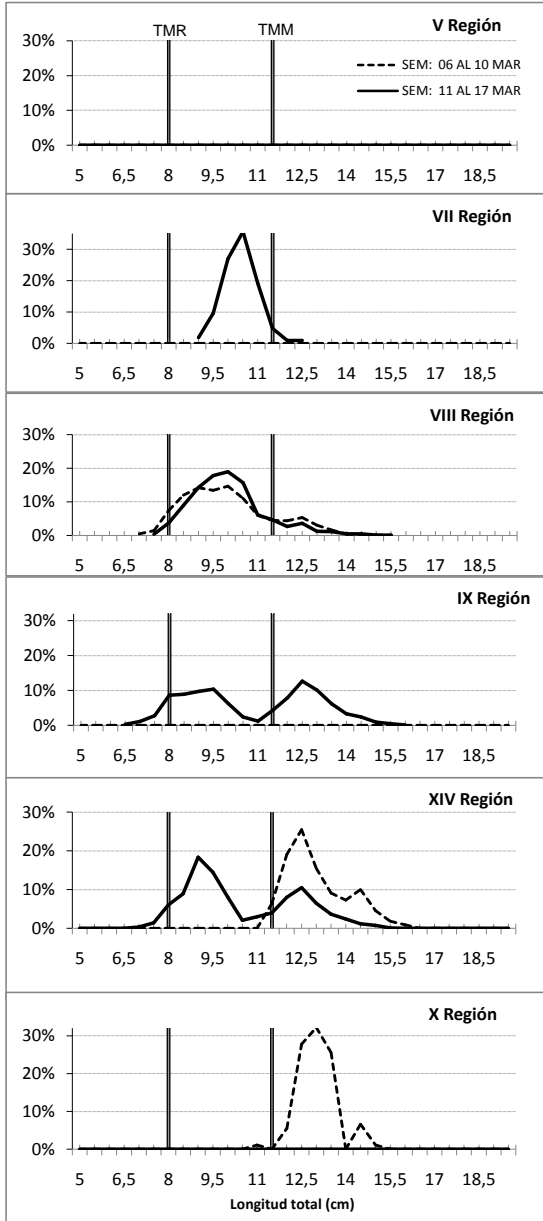 V Región
TMR TMM
30%
20%
10%
0%
SEM: 06 AL 10 MAR
SEM: 11 AL 17 MAR
5 6,5 8 9,5 11 12,5 14 15,5 17 18,5
VII Región
30%
20%
10%
0%
5 6,5 8 9,5 11 12,5 14 15,5 17 18,5
VIII Región
30%
20%
10%
0%
5 6,5 8 9,5 11 12,5 14 15,5 17 18,5
IX Región
30%
20%
10%
0%
5 6,5 8 9,5 11 12,5 14 15,5 17 18,5
XIV Región
30%
20%
10%
0%
5 6,5 8 9,5 11 12,5 14 15,5 17 18,5
X Región
30%
20%
10%
0%
5 6,5 8 9,5 11 12,5 14 15,5 17 18,5
Longitud total (cm)